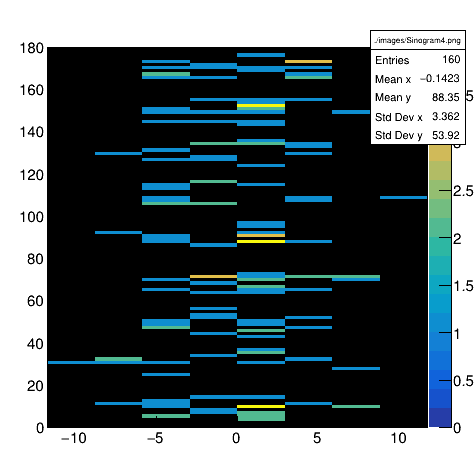 ./images/Sinogram4.png
Entries 160
Mean x −0.1423
Mean y 88.35
Std Dev x 3.362
Std Dev y 53.92
180
160
140
120
100
80
60
40
20
0
−10 −5 0 5 10
5
3
2.5
2
1.5
1
0.5
0